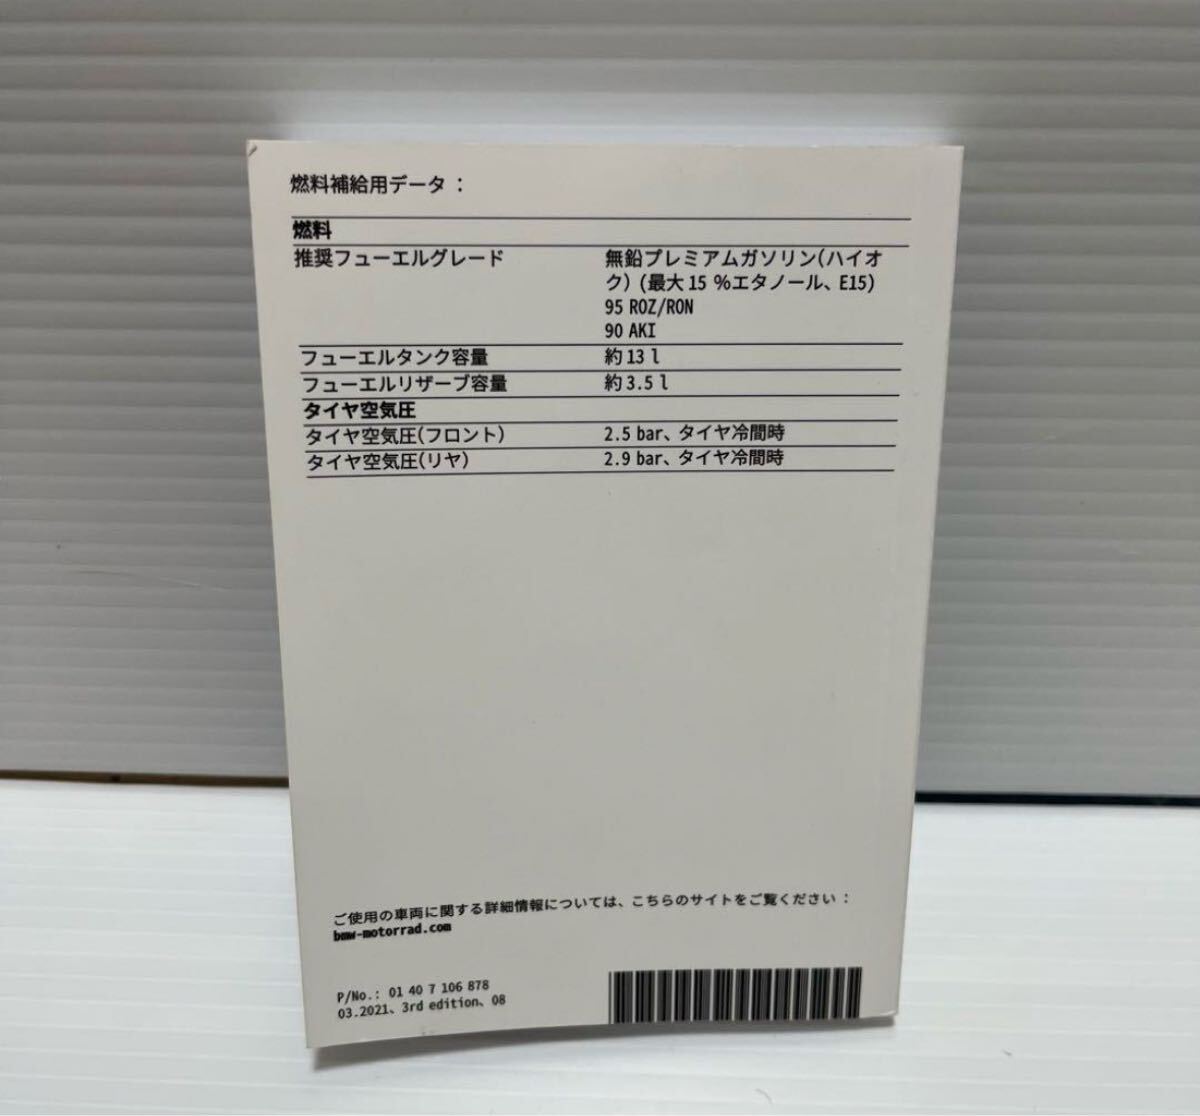 燃料補給用データ：
燃料
推奨フューエルグレード 無鉛プレミアムガソリン(ハイオ
ク) (最大 15 %エタノール、E15)
95 ROZ/RON
90 AKI
フューエルタンク容量 約 13 l
フューエルリザーブ容量 約 3.5 l
タイヤ空気圧
タイヤ空気圧(フロント) 2.5 bar、タイヤ冷間時
タイヤ空気圧(リヤ) 2.9 bar、タイヤ冷間時
ご使用の車両に関する詳細情報については、こちらのサイトをご覧ください：
bmw-motorrad.com
P/No.: 01 40 7 106 878
03.2021、3rd edition、08